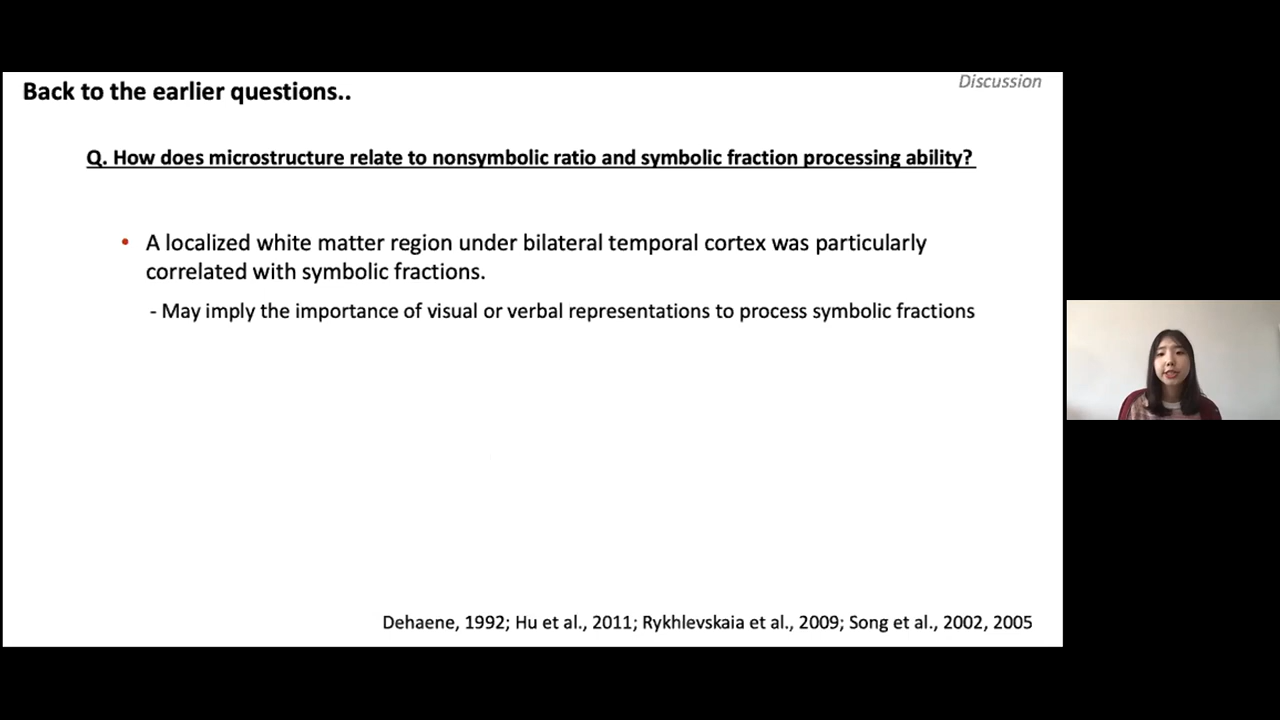 Discussion
Back to the earlier questions..
Q. How does microstructure relate to nonsymbolic ratio and symbolic fraction processing ability?
• A localized white matter region under bilateral temporal cortex was particularly
correlated with symbolic fractions.
- May imply the importance of visual or verbal representations to process symbolic fractions
Dehaene, 1992; Hu et al., 2011; Rykhlevskaia et al., 2009; Song et al., 2002, 2005